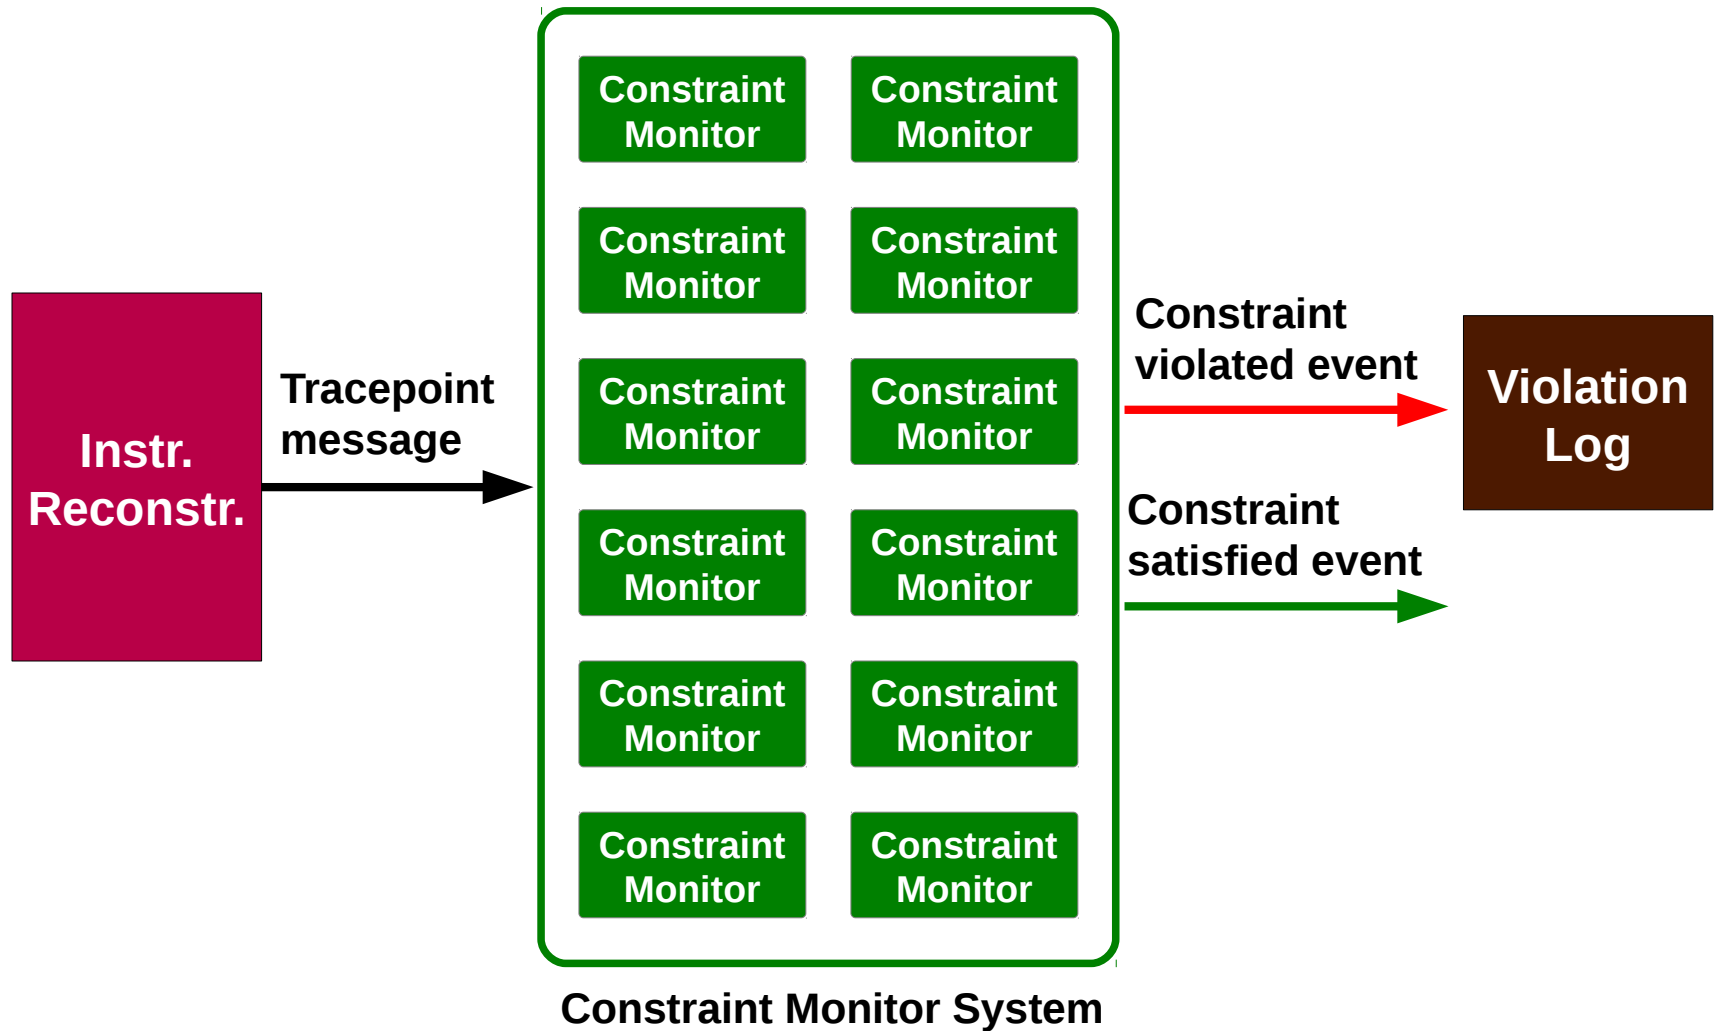 Instr.
Reconstr.
Tracepoint
message
Constraint
Monitor
Constraint
Monitor
Constraint
Monitor
Constraint
Monitor
Constraint
Monitor
Constraint
Monitor
Constraint
Monitor
Constraint
Monitor
Constraint
Monitor
Constraint
Monitor
Constraint
Monitor
Constraint
Monitor
Constraint Monitor System
Constraint
violated event
Constraint
satisfied event
Violation
Log